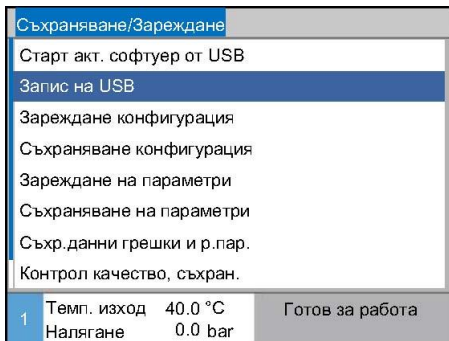 Съхраняване/Зареждане
Старт акт. софтуер от USB
Запис на USB
Зареждане конфигурация
Съхраняване конфигурация
Зареждане на параметри
Съхраняване на параметри
Съхр.данни грешки и р.пар.
Контрол качество, съхран.
1 Темп. изход 40.0 °C Готов за работа
Налягане 0.0 bar